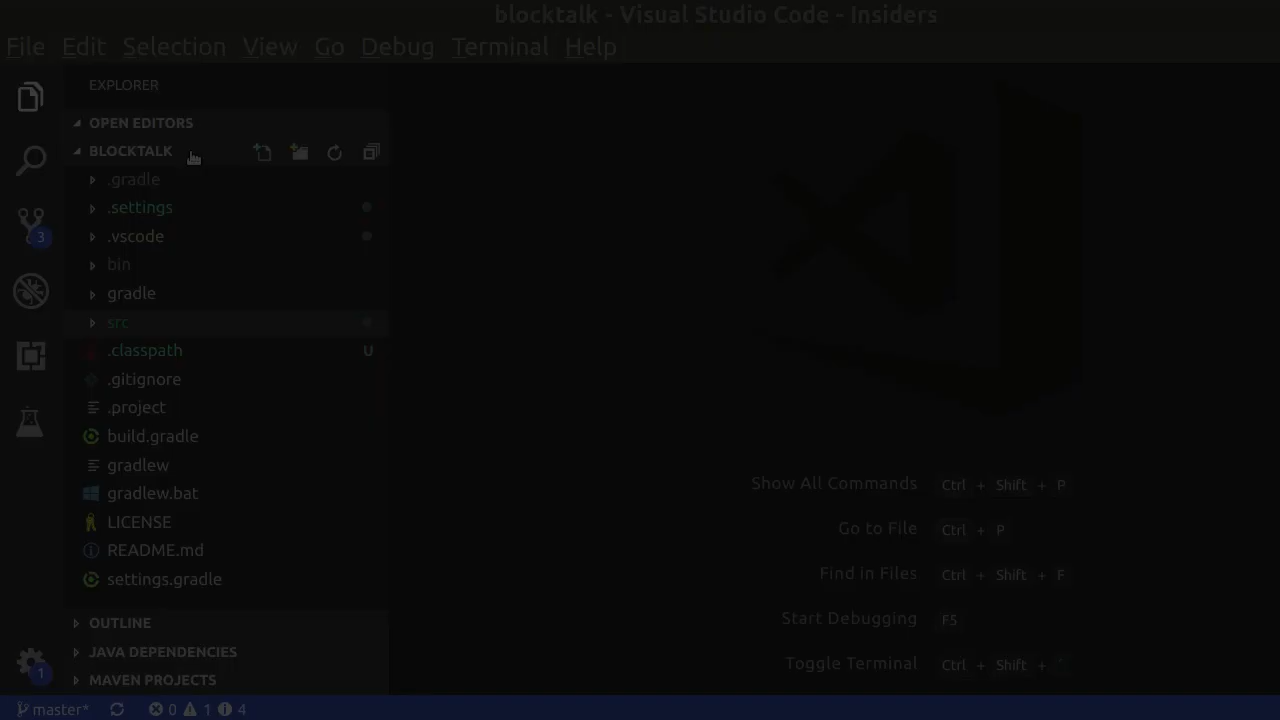 blocktalk - Visual Studio Code - Insiders
File Edit Selection View Go Debug Terminal Help
EXPLORER
OPEN EDITORS
BLOCKTALK
.gradle
.settings
.vscode
3
bin
gradle
src
.classpath U
.gitignore
.project
build.gradle
gradlew
gradlew.bat
LICENSE
README.md
settings.gradle
Show All Commands Ctrl + Shift + P
Go to File Ctrl + P
Find in Files Ctrl + Shift + F
Start Debugging F5
Toggle Terminal Ctrl + Shift + `
OUTLINE
JAVA DEPENDENCIES
1
MAVEN PROJECTS
master* 0 1 4